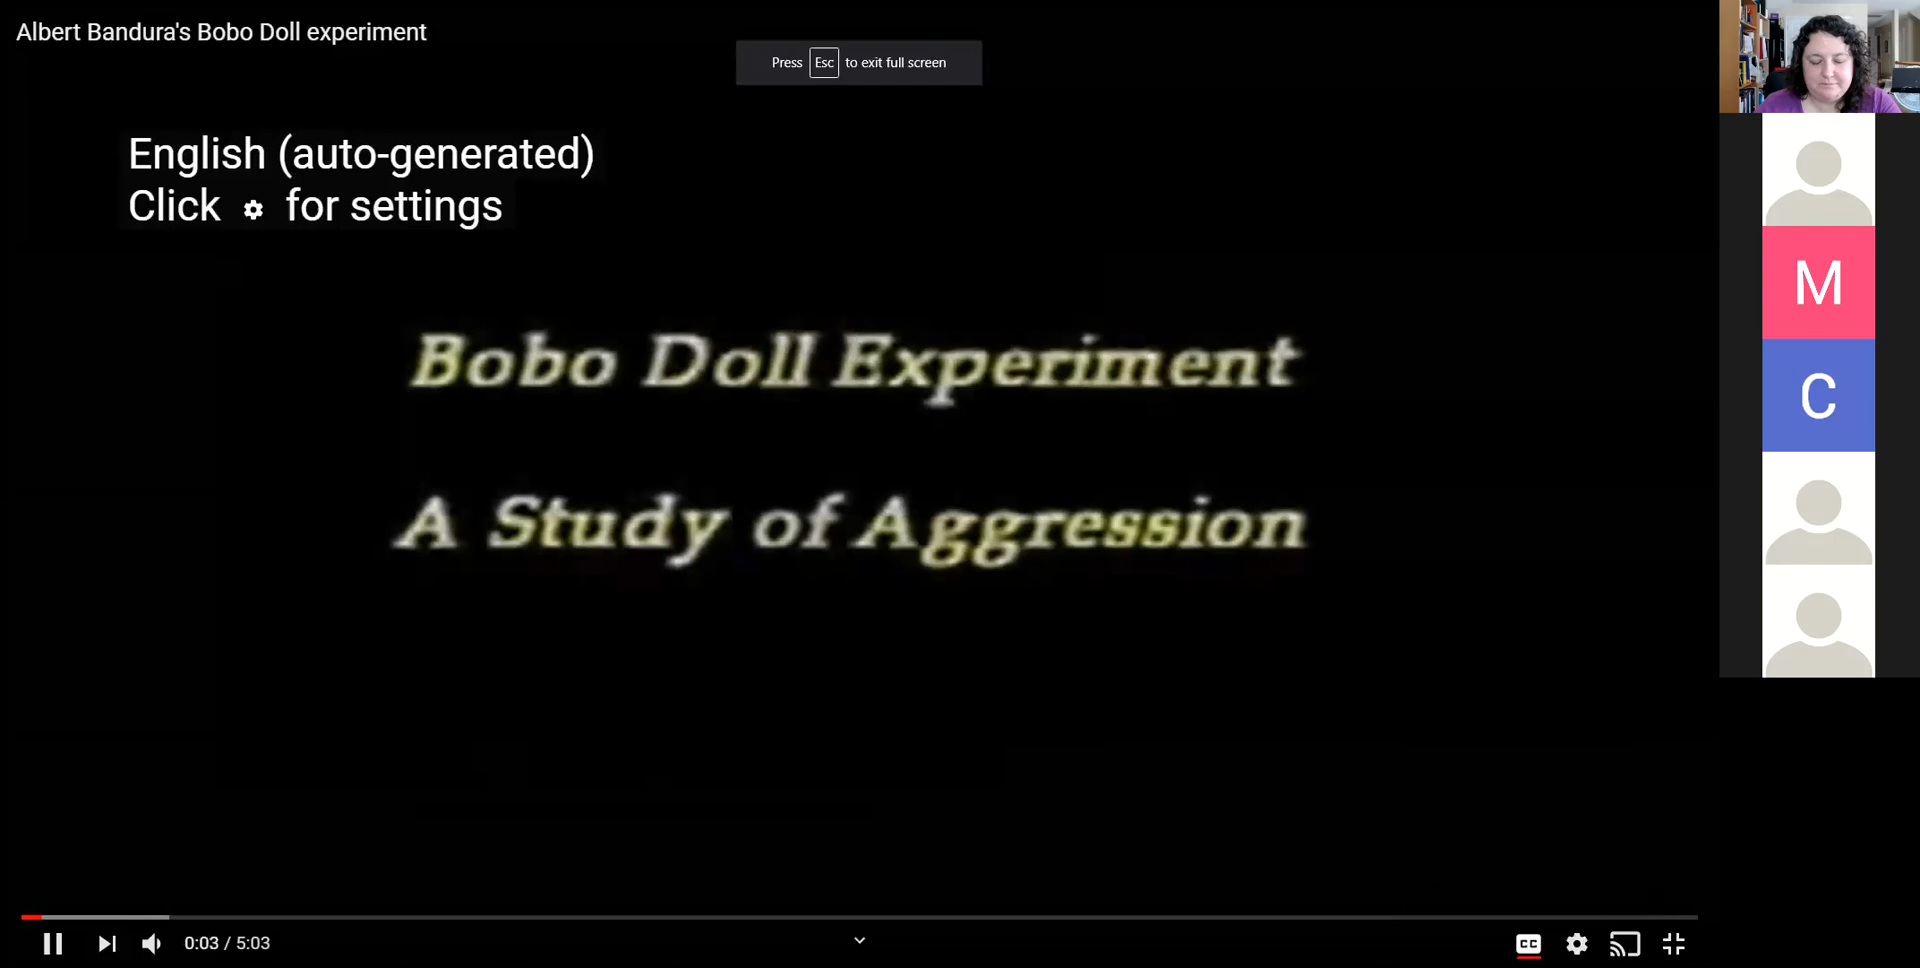 Albert Bandura's Bobo Doll experiment
Press Esc to exit full screen
English (auto-generated)
Click for settings
Bobo Doll Experiment
A Study of Aggression
M
C
0:03 / 5:03
CC